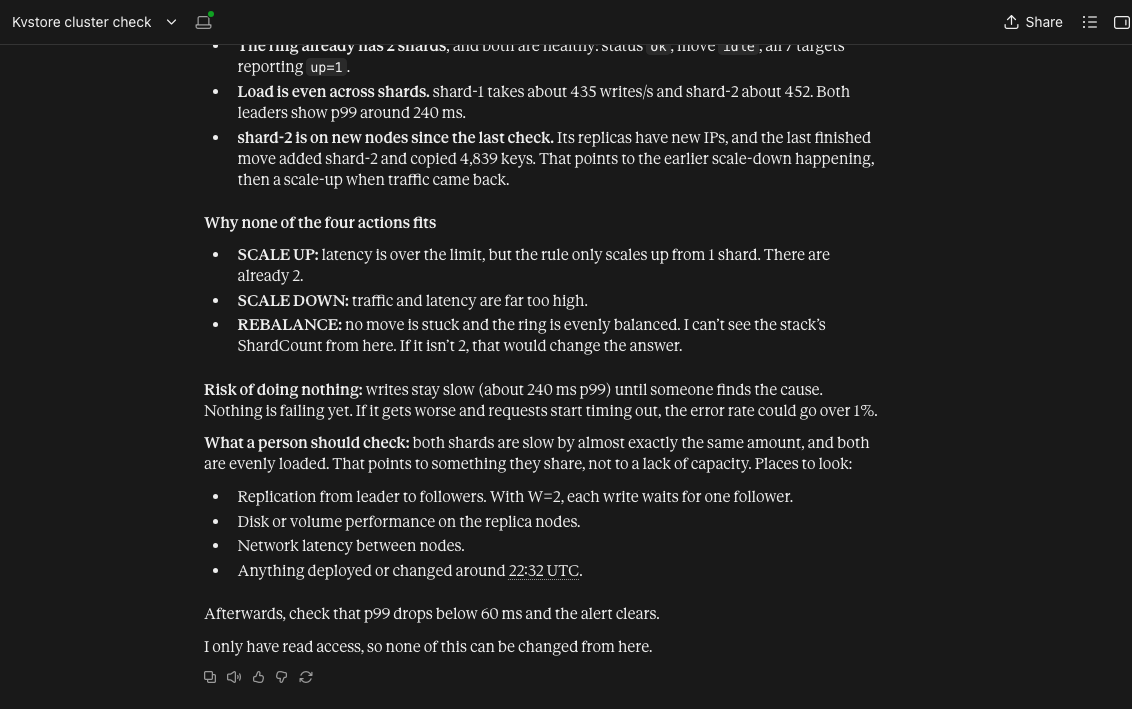 Kvstore cluster check
Share
The ring already has 2 shards, and both are healthy: status ok, move idle, all 7 targets
reporting up=1.
Load is even across shards. shard-1 takes about 435 writes/s and shard-2 about 452. Both
leaders show p99 around 240 ms.
shard-2 is on new nodes since the last check. Its replicas have new IPs, and the last finished
move added shard-2 and copied 4,839 keys. That points to the earlier scale-down happening,
then a scale-up when traffic came back.
Why none of the four actions fits
SCALE UP: latency is over the limit, but the rule only scales up from 1 shard. There are
already 2.
SCALE DOWN: traffic and latency are far too high.
REBALANCE: no move is stuck and the ring is evenly balanced. I can't see the stack's
ShardCount from here. If it isn't 2, that would change the answer.
Risk of doing nothing: writes stay slow (about 240 ms p99) until someone finds the cause.
Nothing is failing yet. If it gets worse and requests start timing out, the error rate could go over 1%.
What a person should check: both shards are slow by almost exactly the same amount, and both
are evenly loaded. That points to something they share, not to a lack of capacity. Places to look:
Replication from leader to followers. With W=2, each write waits for one follower.
Disk or volume performance on the replica nodes.
Network latency between nodes.
Anything deployed or changed around 22:32 UTC.
Afterwards, check that p99 drops below 60 ms and the alert clears.
I only have read access, so none of this can be changed from here.